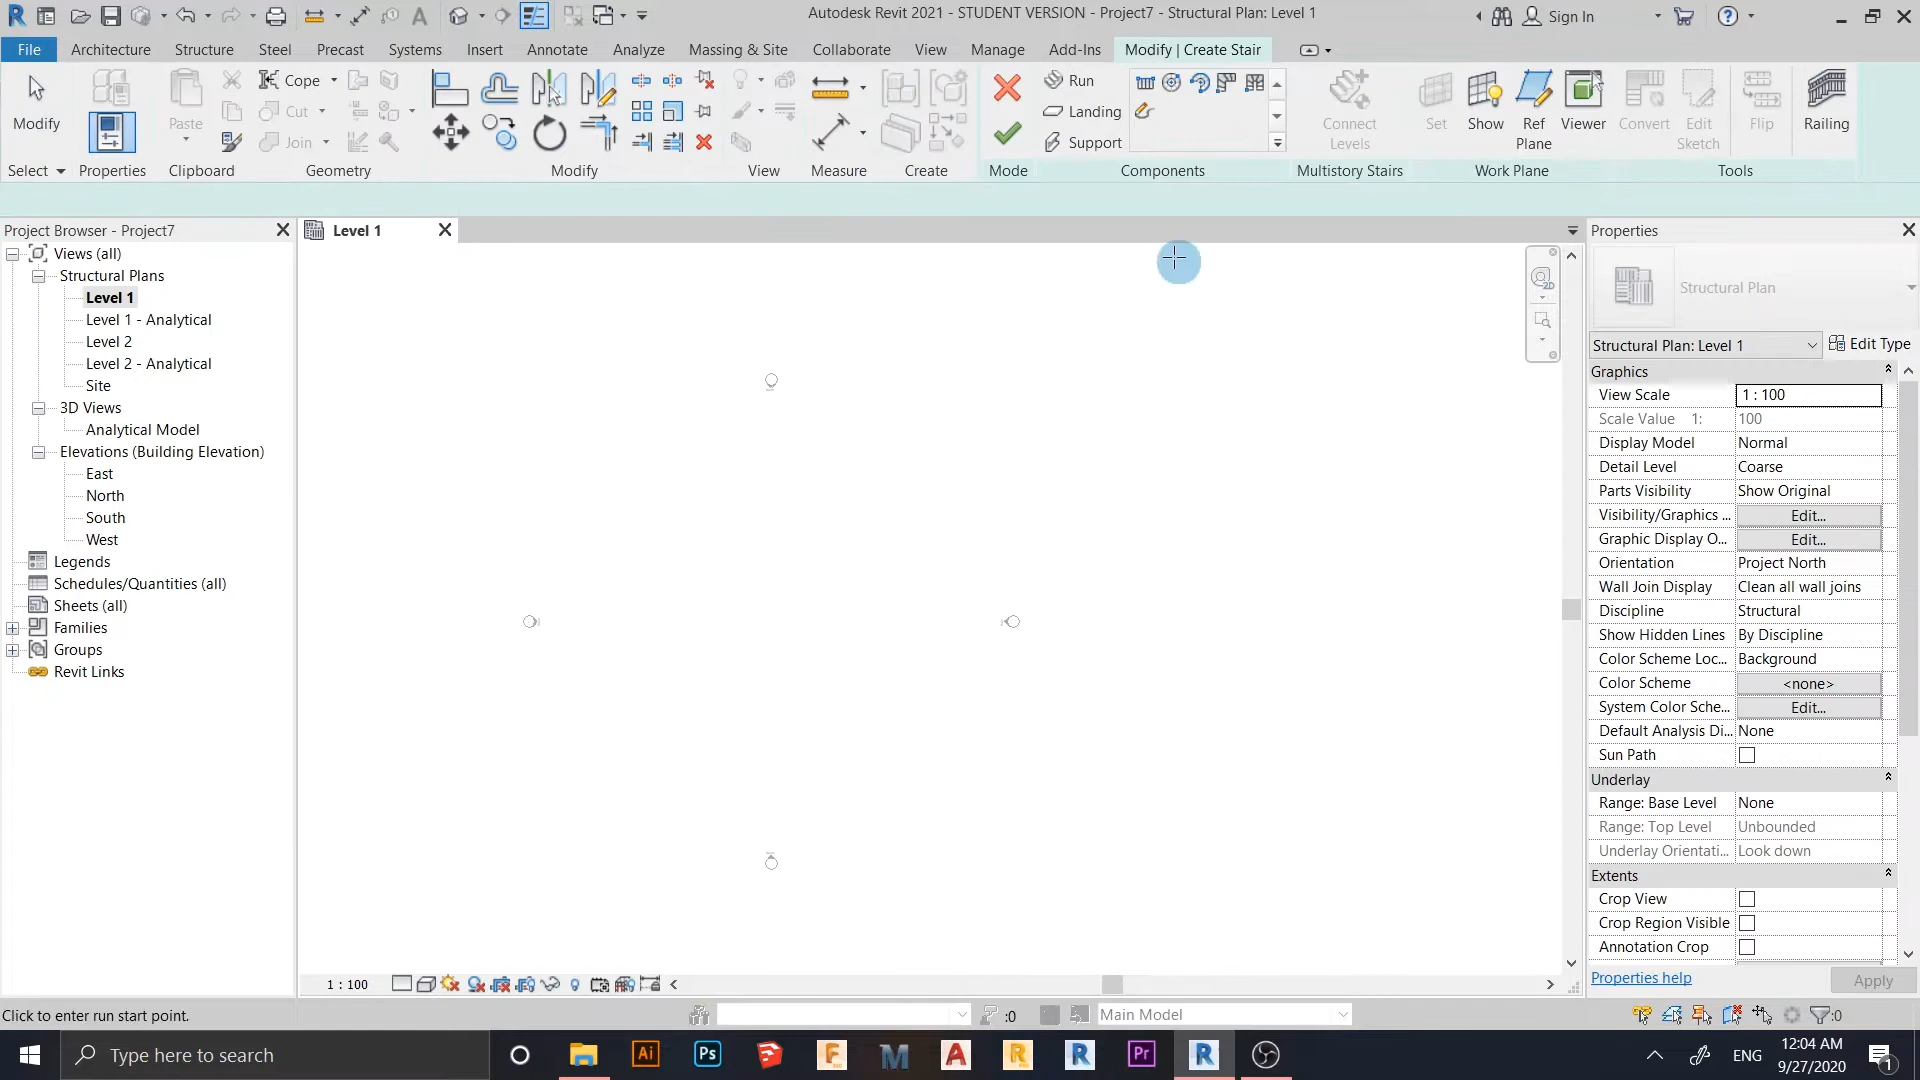 Autodesk Revit 2021 - STUDENT VERSION - Project7 - Structural Plan: Level 1
Sign In
File
Architecture
Structure
Steel
Precast
Systems
Insert
Annotate
Analyze
Massing & Site
Collaborate
View
Manage
Add-Ins
Modify | Create Stair
Modify
Paste
Cope
Cut
Join
Run
Landing
Support
Connect
Levels
Set
Show
Ref
Plane
Viewer
Convert
Edit
Sketch
Flip
Railing
Select
Properties
Clipboard
Geometry
Modify
View
Measure
Create
Mode
Components
Multistory Stairs
Work Plane
Tools
Project Browser - Project7
Views (all)
Structural Plans
Level 1
Level 1 - Analytical
Level 2
Level 2 - Analytical
Site
3D Views
Analytical Model
Elevations (Building Elevation)
East
North
South
West
Legends
Schedules/Quantities (all)
Sheets (all)
Families
Groups
Revit Links
Level 1
2D
Properties
Structural Plan
Structural Plan: Level 1
Edit Type
Graphics
View Scale 1 : 100
Scale Value 1: 100
Display Model Normal
Detail Level Coarse
Parts Visibility Show Original
Visibility/Graphics ... Edit...
Graphic Display O... Edit...
Orientation Project North
Wall Join Display Clean all wall joins
Discipline Structural
Show Hidden Lines By Discipline
Color Scheme Loc... Background
Color Scheme <none>
System Color Sche... Edit...
Default Analysis Di... None
Sun Path
Underlay
Range: Base Level None
Range: Top Level Unbounded
Underlay Orientati... Look down
Extents
Crop View
Crop Region Visible
Annotation Crop
Properties help
Apply
1 : 100
Click to enter run start point.
:0
Main Model
:0
Type here to search
Ai
Ps
F
M
A
R
R
Pr
R
ENG
12:04 AM
9/27/2020
1